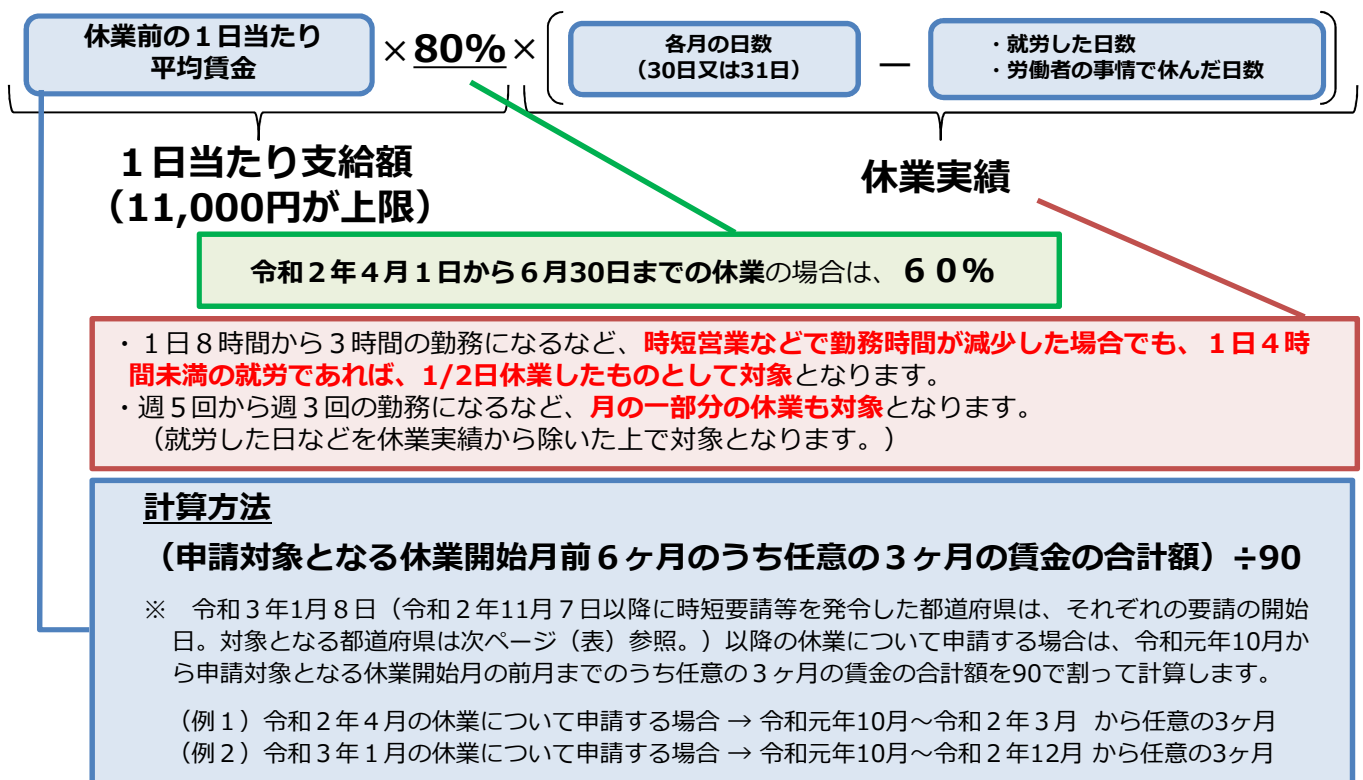 休業前の１日当たり
平均賃金
×80%×
各月の日数
（30日又は31日）
―
・就労した日数
・労働者の事情で休んだ日数
１日当たり支給額
（11,000円が上限）
休業実績
令和２年４月１日から６月30日までの休業の場合は、６０%
・１日８時間から３時間の勤務になるなど、時短営業などで勤務時間が減少した場合でも、１日４時
間未満の就労であれば、1/2日休業したものとして対象となります。
・週５回から週３回の勤務になるなど、月の一部分の休業も対象となります。
（就労した日などを休業実績から除いた上で対象となります。）
計算方法
（申請対象となる休業開始月前６ヶ月のうち任意の３ヶ月の賃金の合計額）÷90
※　令和３年1月８日（令和２年11月７日以降に時短要請等を発令した都道府県は、それぞれの要請の開始
日。対象となる都道府県は次ページ（表）参照。）以降の休業について申請する場合は、令和元年10月か
ら申請対象となる休業開始月の前月までのうち任意の３ヶ月の賃金の合計額を90で割って計算します。
（例１）令和２年４月の休業について申請する場合 → 令和元年10月～令和２年３月 から任意の3ヶ月
（例２）令和３年１月の休業について申請する場合 → 令和元年10月～令和２年12月 から任意の3ヶ月